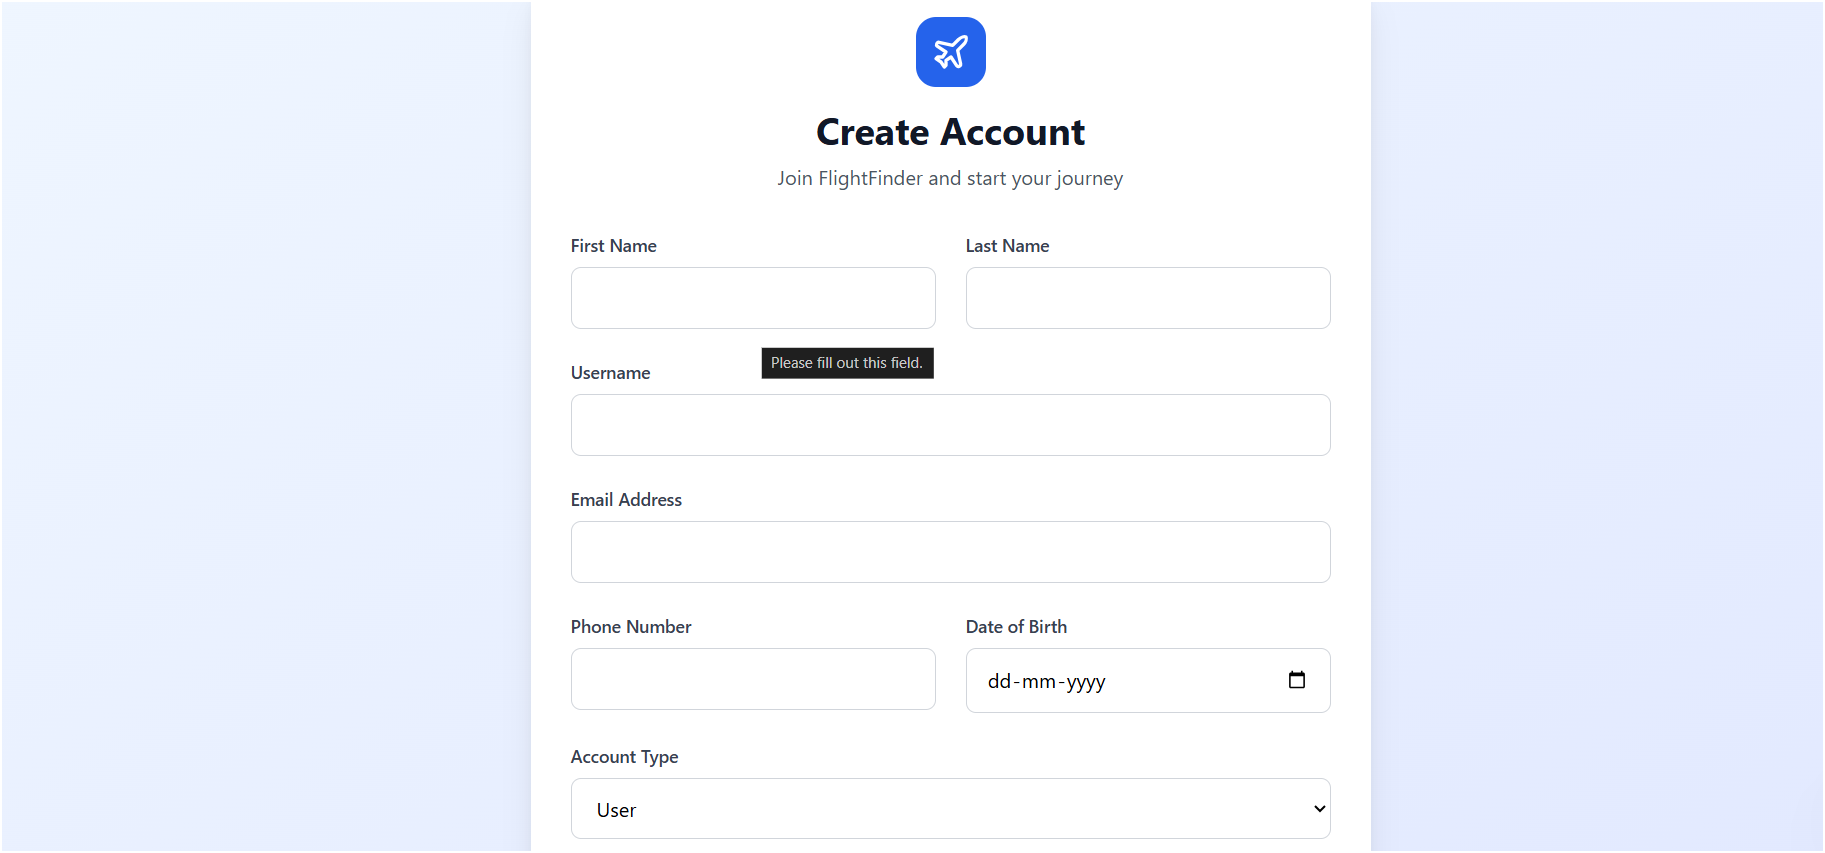 Create Account
Join FlightFinder and start your journey
First Name
Last Name
Please fill out this field.
Username
Email Address
Phone Number
Date of Birth
dd-mm-yyyy
Account Type
User